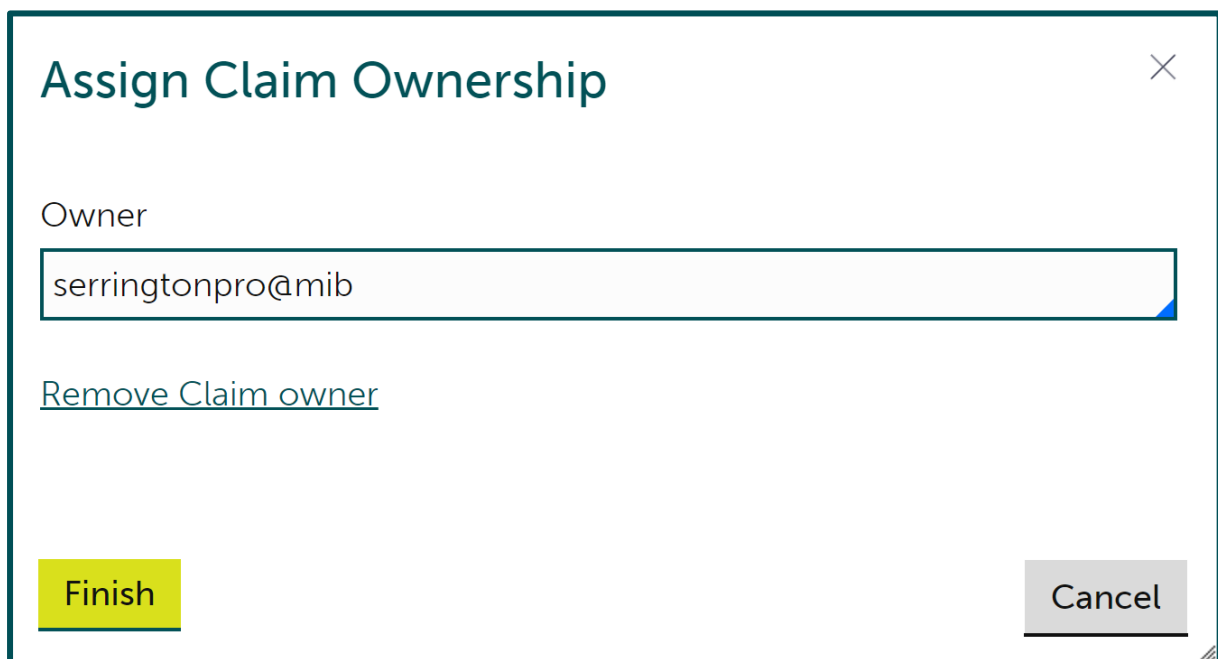 Assign Claim Ownership
Owner
serringtonpro@mib
Remove Claim owner
Finish
Cancel